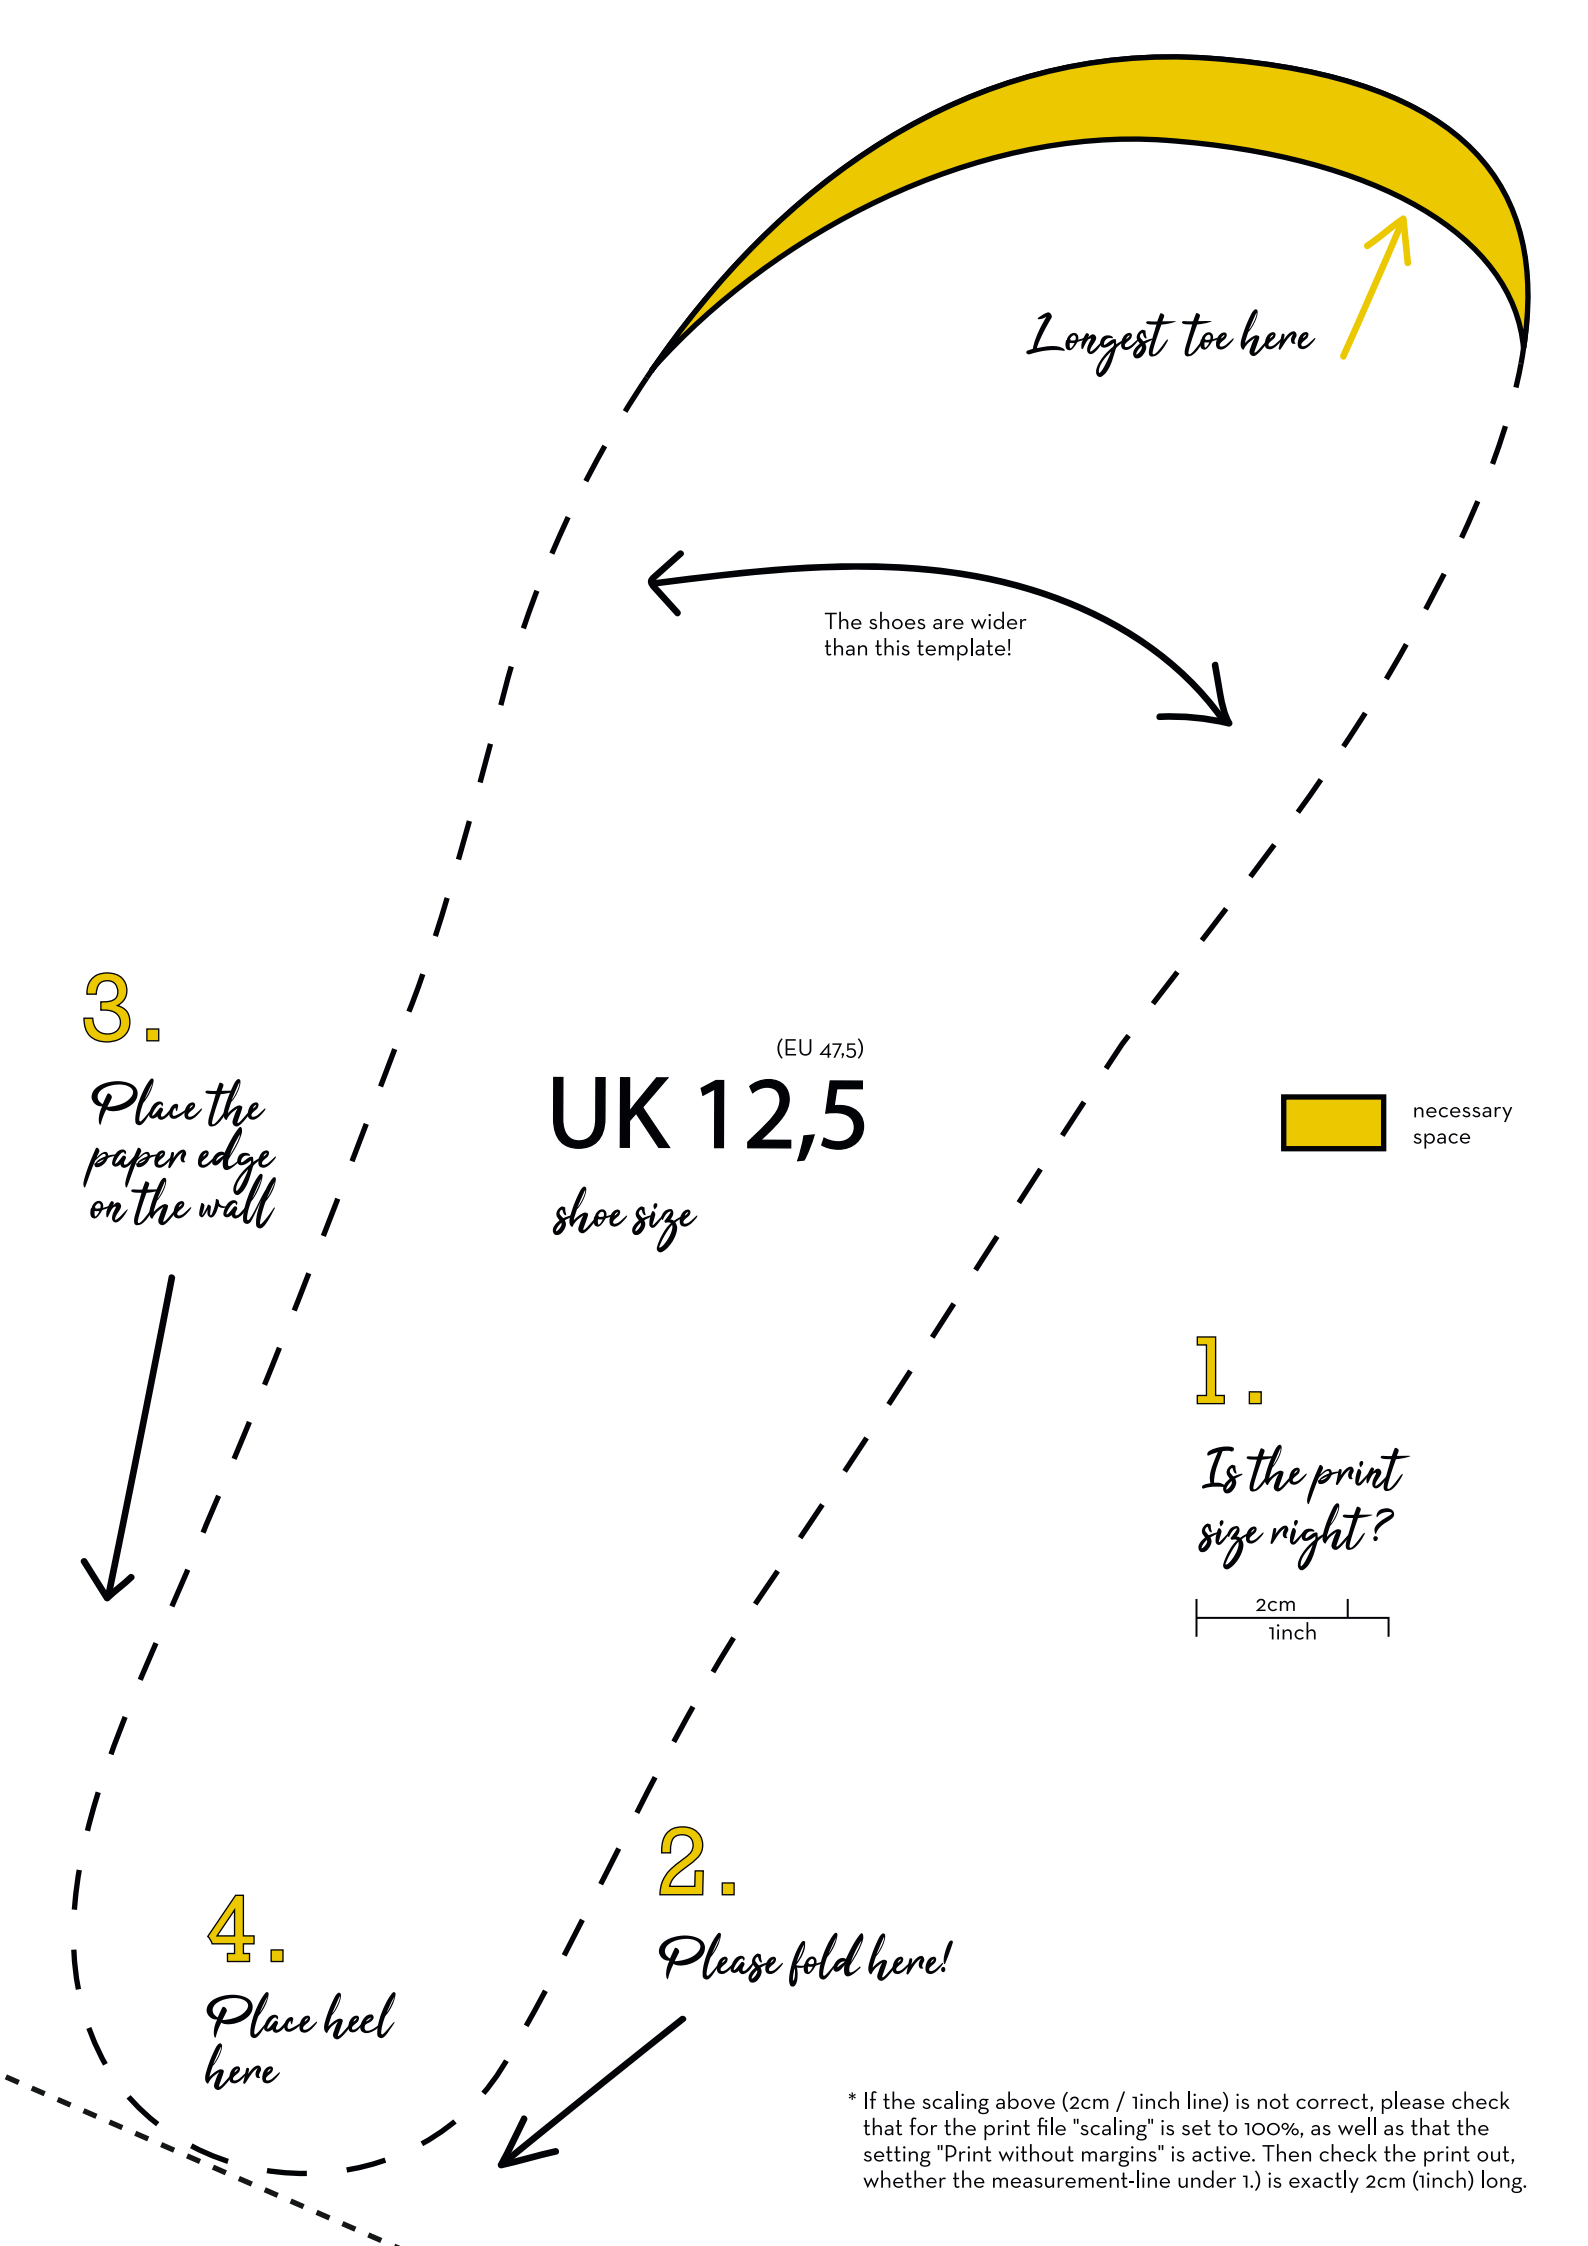 Longest toe here
The shoes are wider
than this template!
3.
Place the
paper edge
on the wall
(EU 47,5)
UK 12,5
shoe size
necessary
space
1.
Is the print
size right?
2cm
1inch
2.
Please fold here!
4.
Place heel
here
* If the scaling above (2cm / 1inch line) is not correct, please check
that for the print file "scaling" is set to 100%, as well as that the
setting "Print without margins" is active. Then check the print out,
whether the measurement-line under 1.) is exactly 2cm (1inch) long.